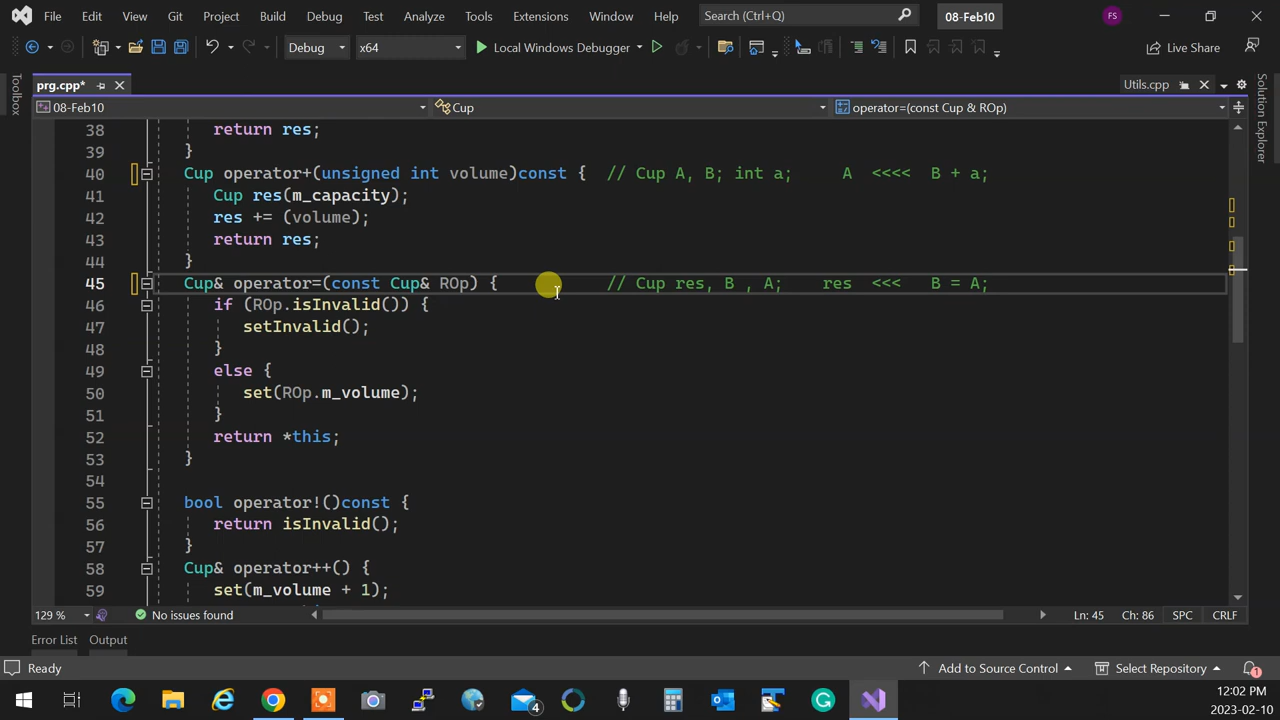 File Edit View Git Project Build Debug Test Analyze Tools Extensions Window Help Search (Ctrl+Q) 08-Feb10 FS
Debug x64 Local Windows Debugger Live Share
prg.cpp* Utils.cpp
08-Feb10 Cup operator=(const Cup & ROp)
Toolbox
Solution Explorer
38 return res;
39 }
40 Cup operator+(unsigned int volume)const { // Cup A, B; int a; A <<<< B + a;
41 Cup res(m_capacity);
42 res += (volume);
43 return res;
44 }
45 Cup& operator=(const Cup& ROp) { // Cup res, B , A; res <<< B = A;
46 if (ROp.isInvalid()) {
47 setInvalid();
48 }
49 else {
50 set(ROp.m_volume);
51 }
52 return *this;
53 }
54
55 bool operator!()const {
56 return isInvalid();
57 }
58 Cup& operator++() {
59 set(m_volume + 1);
129 % No issues found Ln: 45 Ch: 86 SPC CRLF
Error List Output
Ready Add to Source Control Select Repository 1
4
12:02 PM
2023-02-10